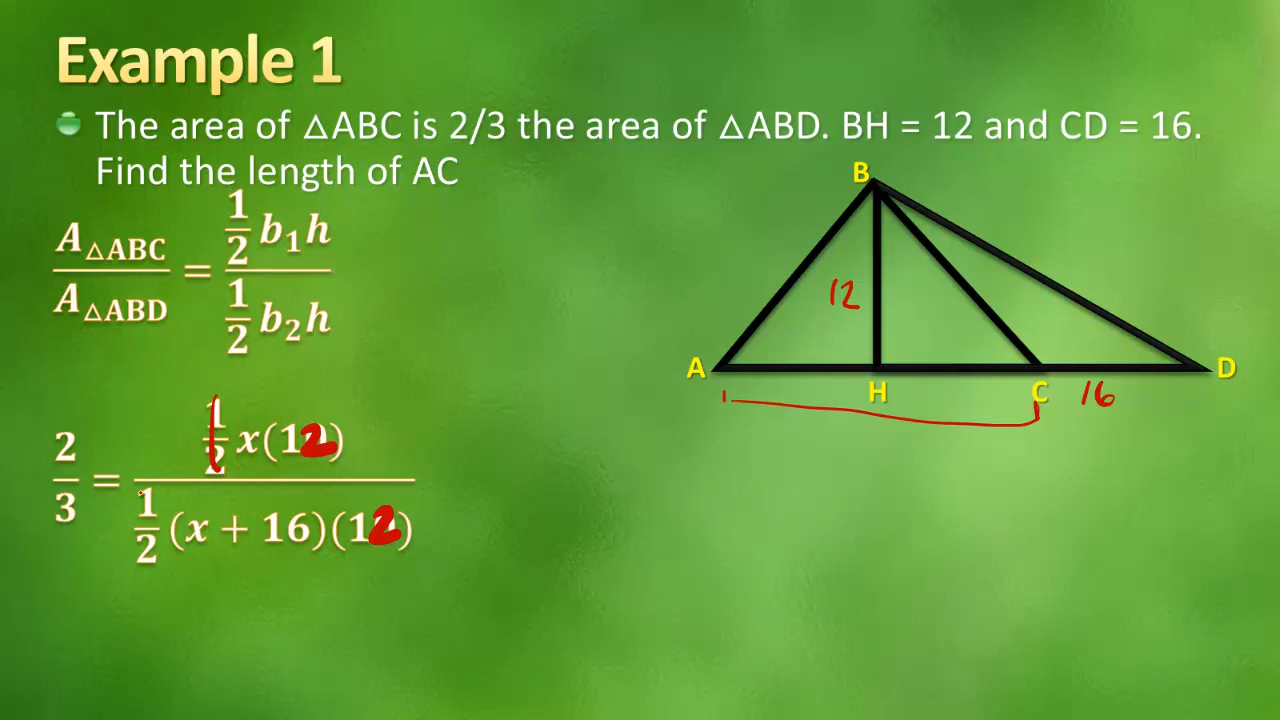 Example 1
The area of △ABC is 2/3 the area of △ABD. BH = 12 and CD = 16.
Find the length of AC
A△ABC / A△ABD = 1/2 b₁h / 1/2 b₂h
2/3 = 1/2 x(12) / 1/2 (x + 16)(12)
B
12
A
H
C
16
D